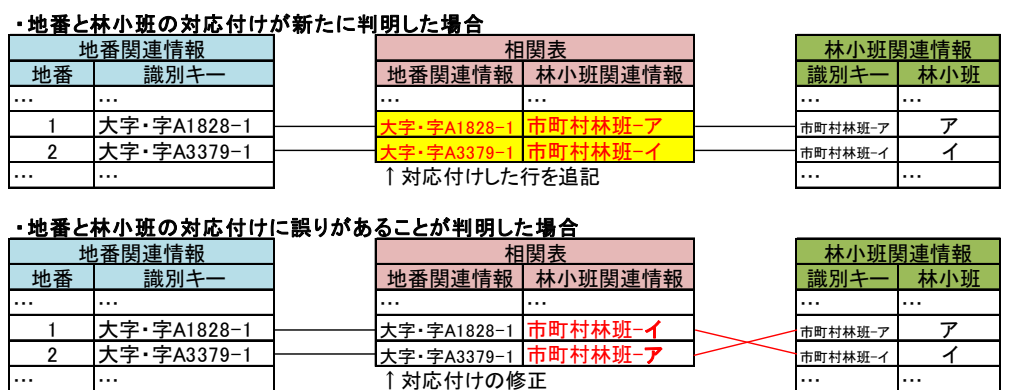 ・地番と林小班の対応付けが新たに判明した場合
地番関連情報 相関表 林小班関連情報
地番 識別キー 地番関連情報 林小班関連情報 識別キー 林小班
… … … … … …
1 大字・字A1828-1 大字・字A1828-1 市町村林班-ア 市町村林班-ア ア
2 大字・字A3379-1 大字・字A3379-1 市町村林班-イ 市町村林班-イ イ
… … ↑対応付けした行を追記 … …
・地番と林小班の対応付けに誤りがあることが判明した場合
地番関連情報 相関表 林小班関連情報
地番 識別キー 地番関連情報 林小班関連情報 識別キー 林小班
… … … … … …
1 大字・字A1828-1 大字・字A1828-1 市町村林班-イ 市町村林班-ア ア
2 大字・字A3379-1 大字・字A3379-1 市町村林班-ア 市町村林班-イ イ
… … ↑対応付けの修正 … …